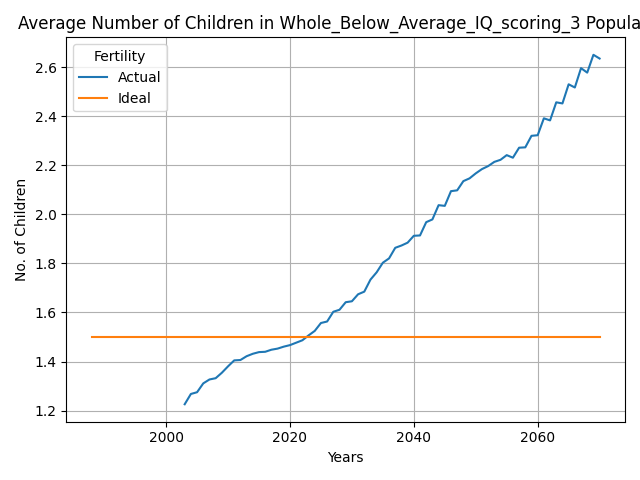 Average Number of Children in Whole_Below_Average_IQ_scoring_3 Popula
Fertility
Actual
Ideal
2.6
2.4
2.2
2.0
1.8
1.6
1.4
1.2
No. of Children
2000 2020 2040 2060
Years